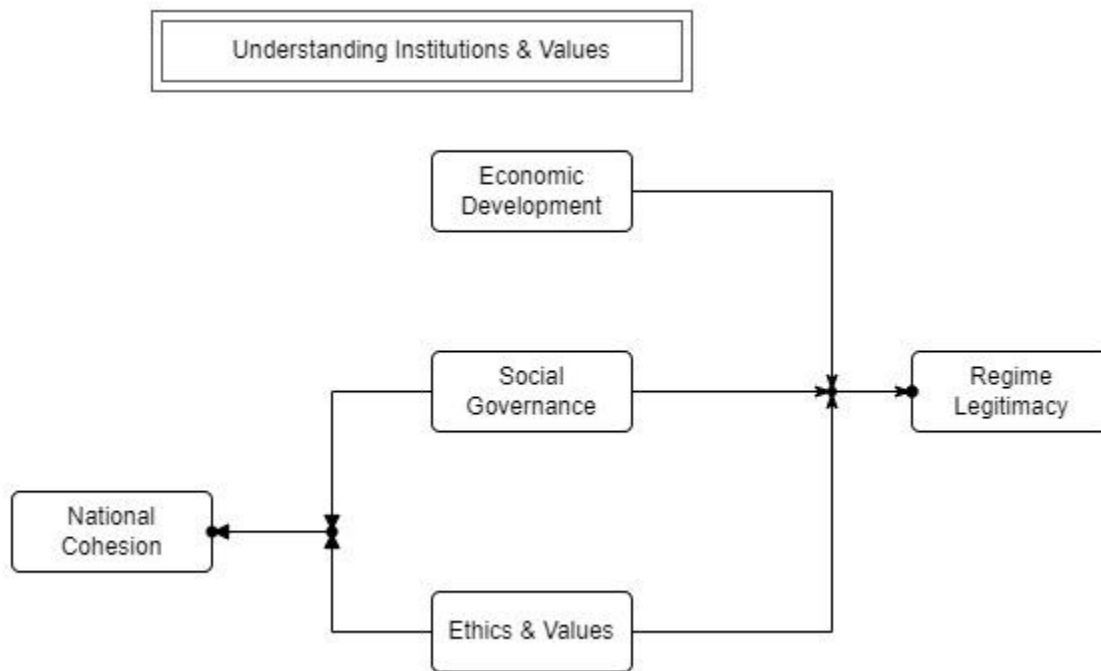 Understanding Institutions & Values
Economic
Development
Social
Governance
Regime
Legitimacy
National
Cohesion
Ethics & Values